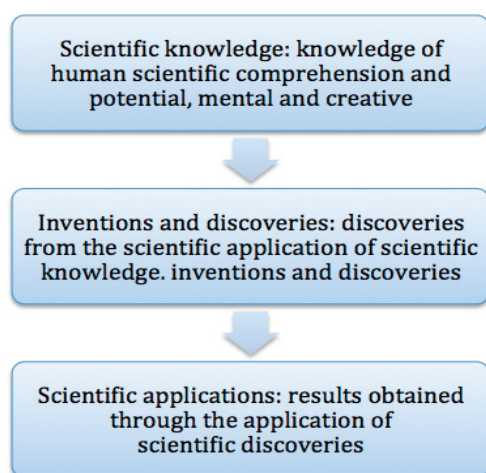 Scientific knowledge: knowledge of
human scientific comprehension and
potential, mental and creative
Inventions and discoveries: discoveries
from the scientific application of scientific
knowledge. inventions and discoveries
Scientific applications: results obtained
through the application of
scientific discoveries